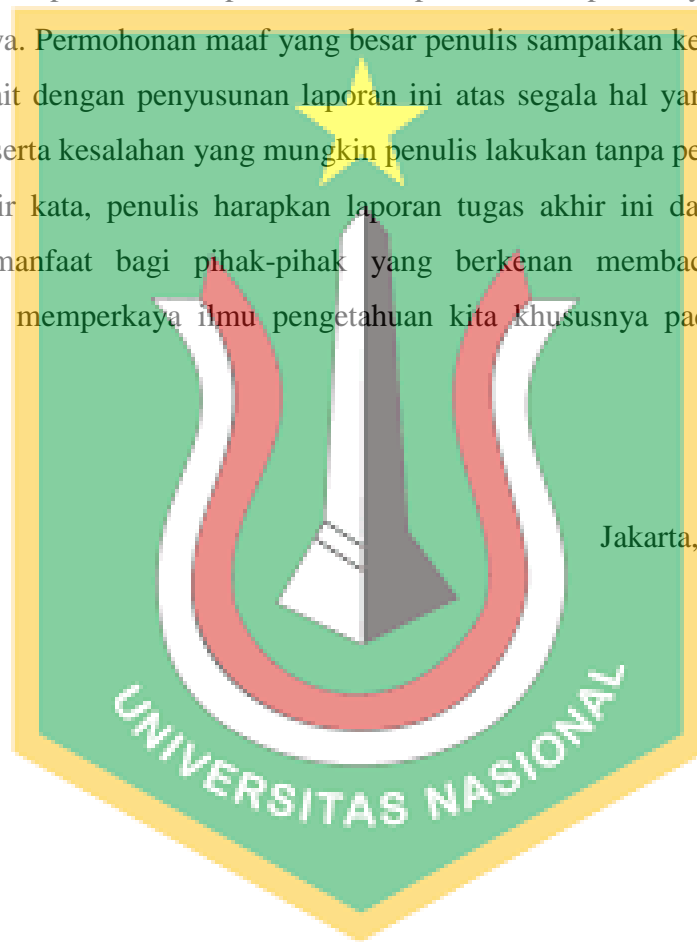 va. Permohonan maaf yang besar penulis sampaikan ke
it dengan penyusunan laporan ini atas segala hal yan
serta kesalahan yang mungkin penulis lakukan tanpa pe
ir kata, penulis harapkan laporan tugas akhir ini da
manfaat bagi pihak-pihak yang berkenan membac
memperkaya ilmu pengetahuan kita khususnya pad
Jakarta,
UNIVERSITAS NASIONAL